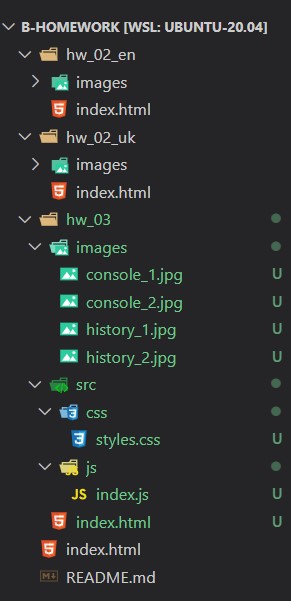 B-HOMEWORK [WSL: UBUNTU-20.04]
hw_02_en
images
index.html
hw_02_uk
images
index.html
hw_03
images
console_1.jpg U
console_2.jpg U
history_1.jpg U
history_2.jpg U
src
css
styles.css U
js
JS index.js U
index.html U
index.html
README.md